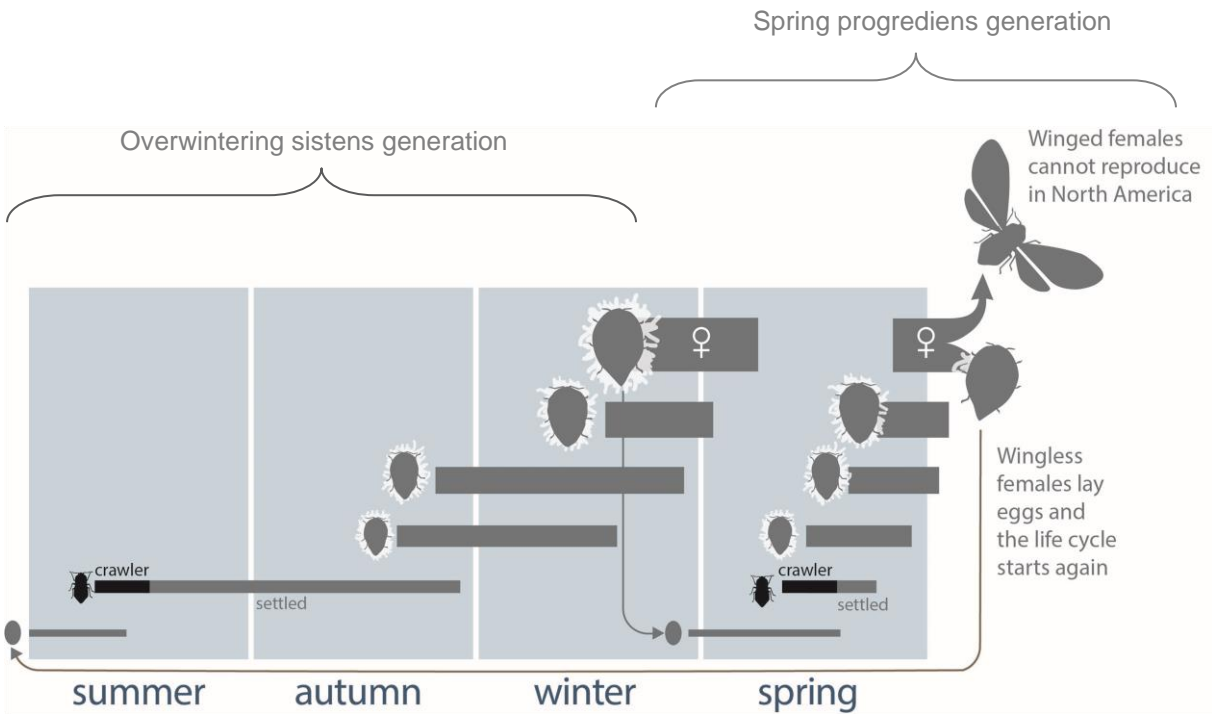 Spring progrediens generation
Overwintering sistens generation
Winged females
cannot reproduce
in North America
♀
♀
Wingless
females lay
eggs and
the life cycle
starts again
crawler
settled
crawler
settled
summer
autumn
winter
spring